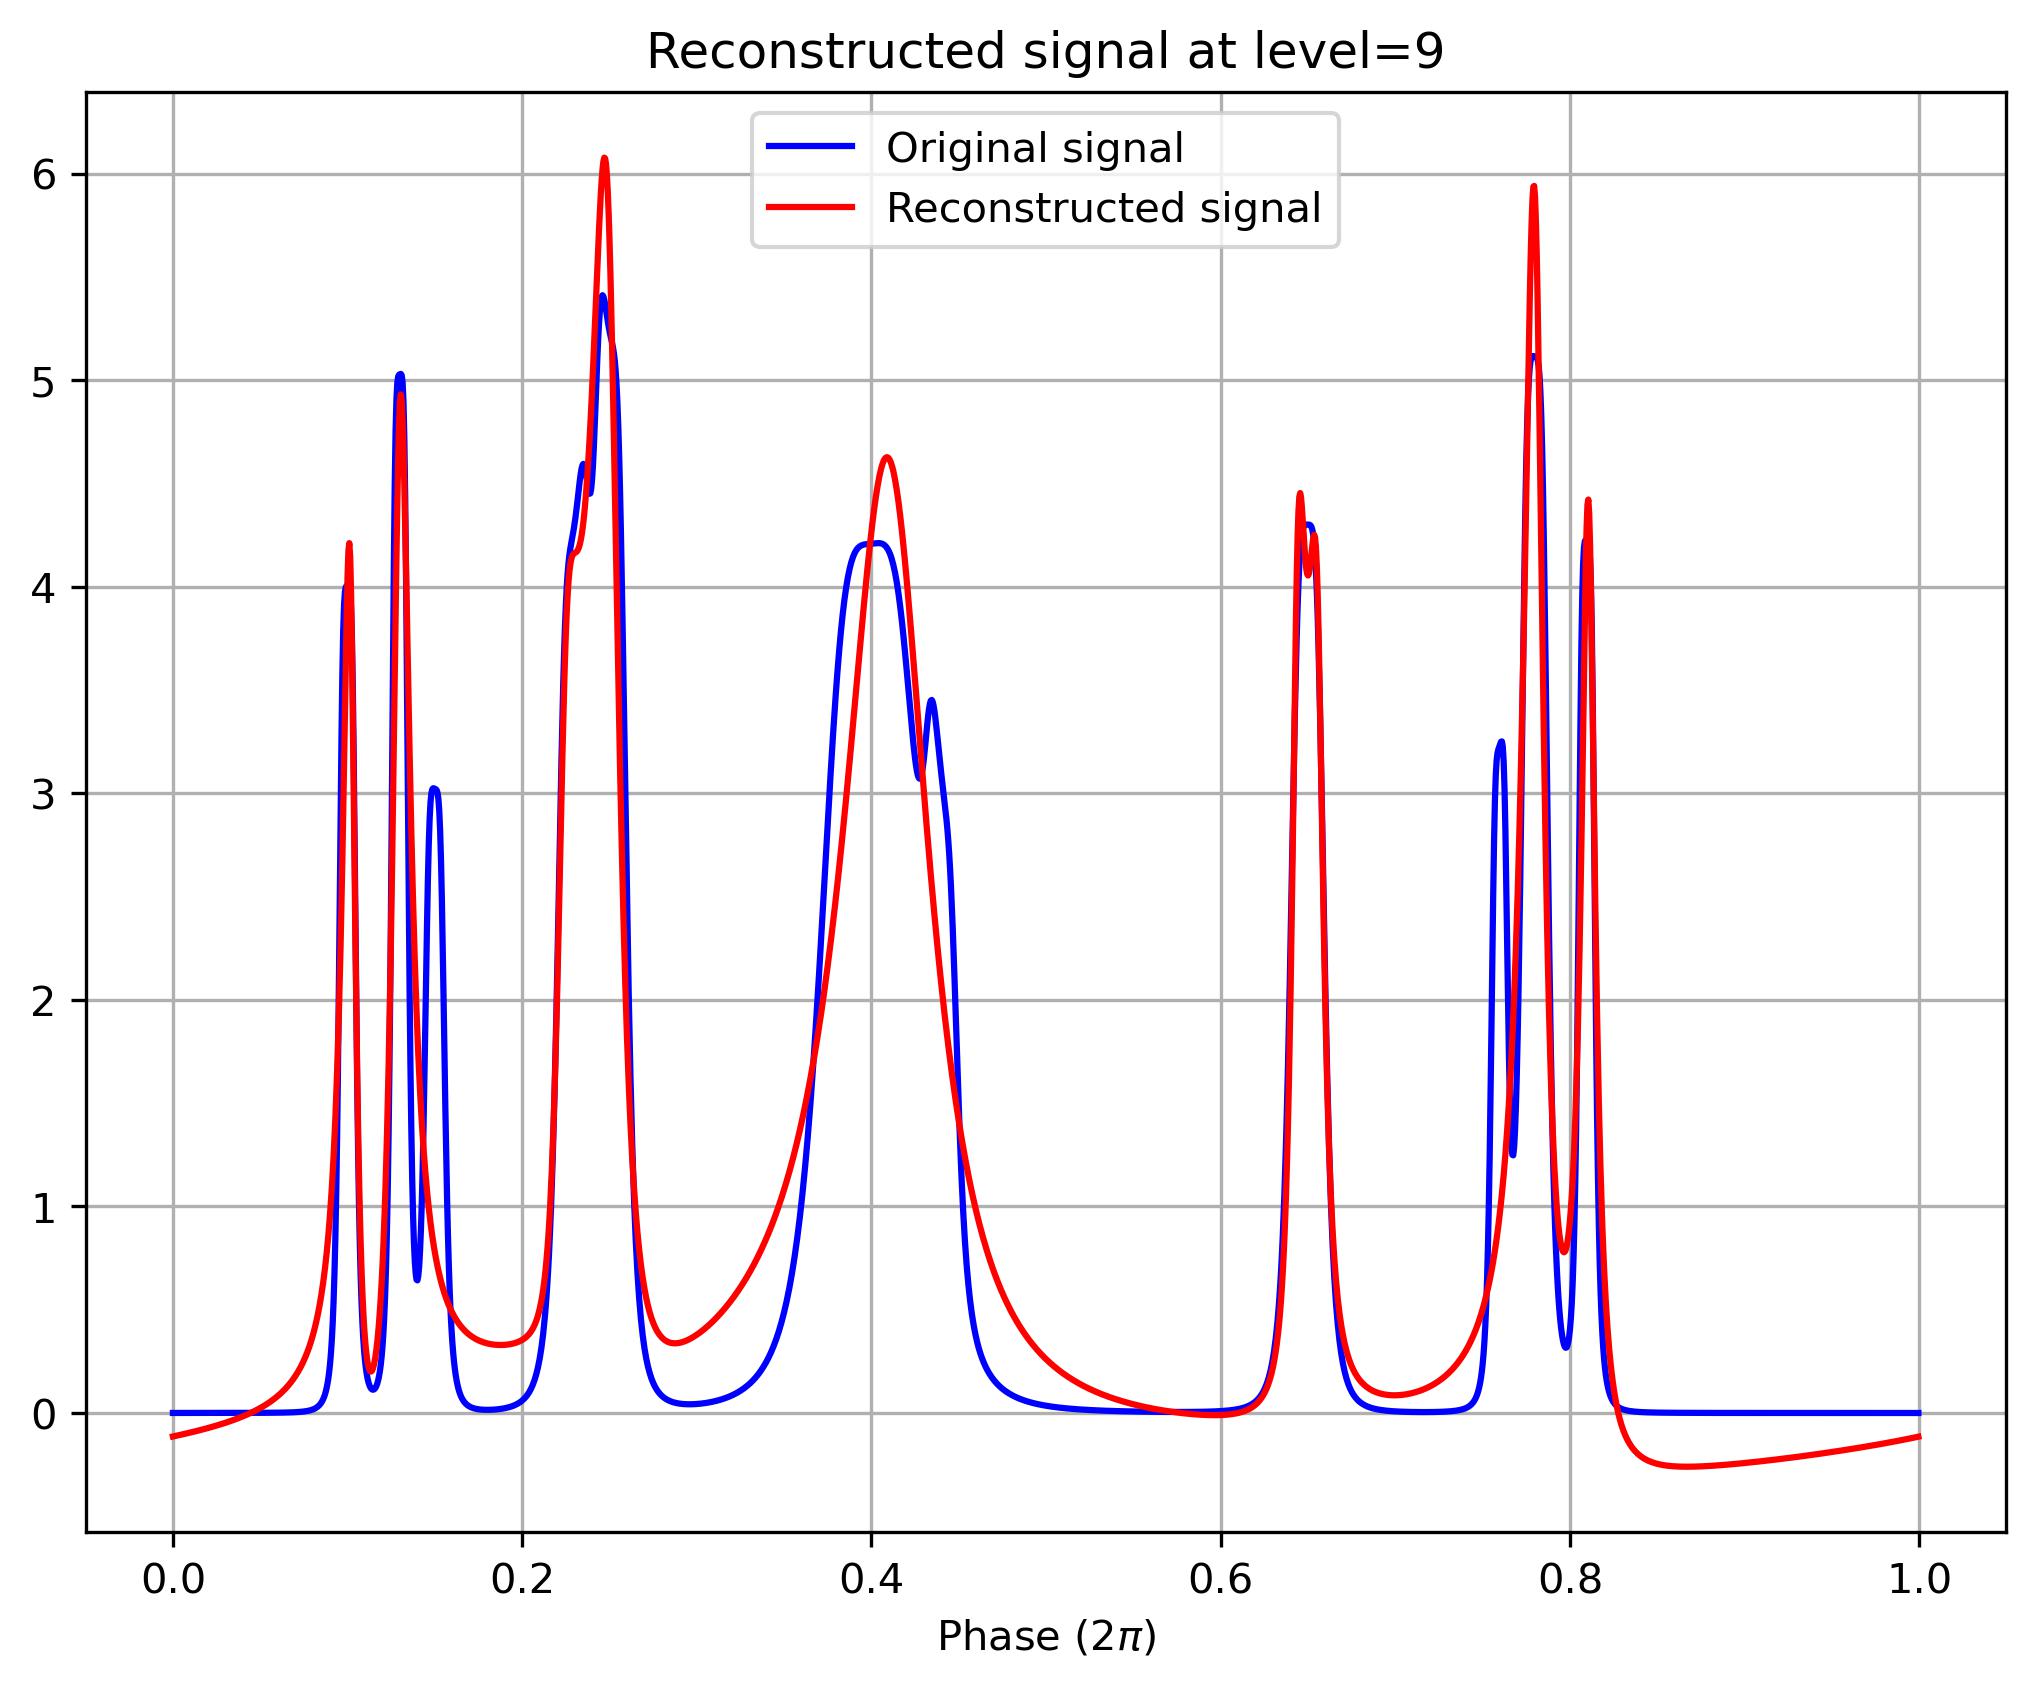 Reconstructed signal at level=9
Original signal
Reconstructed signal
6
5
4
3
2
1
0
0.0 0.2 0.4 0.6 0.8 1.0
Phase (2π)